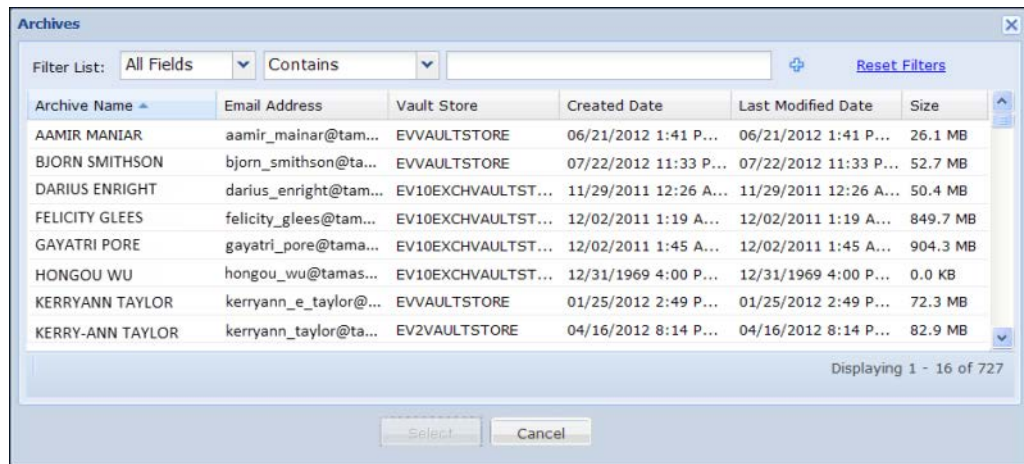 Archives
Filter List: All Fields Contains Reset Filters
Archive Name Email Address Vault Store Created Date Last Modified Date Size
AAMIR MANIAR aamir_mainar@tam... EVVAULTSTORE 06/21/2012 1:41 P... 06/21/2012 1:41 P... 26.1 MB
BJORN SMITHSON bjorn_smithson@ta... EVVAULTSTORE 07/22/2012 11:33 P... 07/22/2012 11:33 P... 52.7 MB
DARIUS ENRIGHT darius_enright@tam... EV10EXCHVAULTST... 11/29/2011 12:26 A... 11/29/2011 12:26 A... 50.4 MB
FELICITY GLEES felicity_glees@tam... EV10EXCHVAULTST... 12/02/2011 1:19 A... 12/02/2011 1:19 A... 849.7 MB
GAYATRI PORE gayatri_pore@tama... EV10EXCHVAULTST... 12/02/2011 1:45 A... 12/02/2011 1:45 A... 904.3 MB
HONGOU WU hongou_wu@tamas... EV10EXCHVAULTST... 12/31/1969 4:00 P... 12/31/1969 4:00 P... 0.0 KB
KERRYANN TAYLOR kerryann_e_taylor@... EVVAULTSTORE 01/25/2012 2:49 P... 01/25/2012 2:49 P... 72.3 MB
KERRY-ANN TAYLOR kerryann_taylor@ta... EV2VAULTSTORE 04/16/2012 8:14 P... 04/16/2012 8:14 P... 82.9 MB
Displaying 1 - 16 of 727
Select Cancel